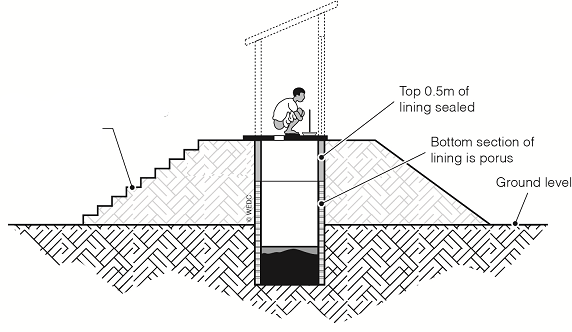 Top 0.5m of
lining sealed
Bottom section of
lining is porus
Ground level
© WEDC